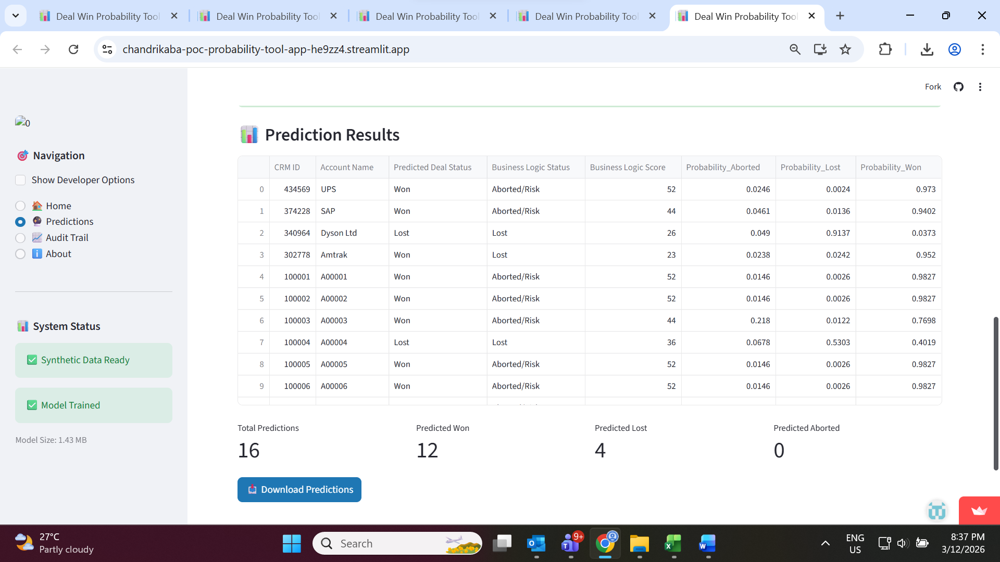 Deal Win Probability Tool
Deal Win Probability Tool
Deal Win Probability Tool
Deal Win Probability Tool
Deal Win Probability Tool
chandrikaba-poc-probability-tool-app-he9zz4.streamlit.app
Fork
0
Navigation
Show Developer Options
Home
Predictions
Audit Trail
About
System Status
Synthetic Data Ready
Model Trained
Model Size: 1.43 MB
Prediction Results
CRM ID Account Name Predicted Deal Status Business Logic Status Business Logic Score Probability_Aborted Probability_Lost Probability_Won
0 434569 UPS Won Aborted/Risk 52 0.0246 0.0024 0.973
1 374228 SAP Won Aborted/Risk 44 0.0461 0.0136 0.9402
2 340964 Dyson Ltd Lost Lost 26 0.049 0.9137 0.0373
3 302778 Amtrak Won Lost 23 0.0238 0.0242 0.952
4 100001 A00001 Won Aborted/Risk 52 0.0146 0.0026 0.9827
5 100002 A00002 Won Aborted/Risk 52 0.0146 0.0026 0.9827
6 100003 A00003 Won Aborted/Risk 44 0.218 0.0122 0.7698
7 100004 A00004 Lost Lost 36 0.0678 0.5303 0.4019
8 100005 A00005 Won Aborted/Risk 52 0.0146 0.0026 0.9827
9 100006 A00006 Won Aborted/Risk 52 0.0146 0.0026 0.9827
Total Predictions Predicted Won Predicted Lost Predicted Aborted
16 12 4 0
Download Predictions
27°C
Partly cloudy
Search
9+
ENG
US
8:37 PM
3/12/2026